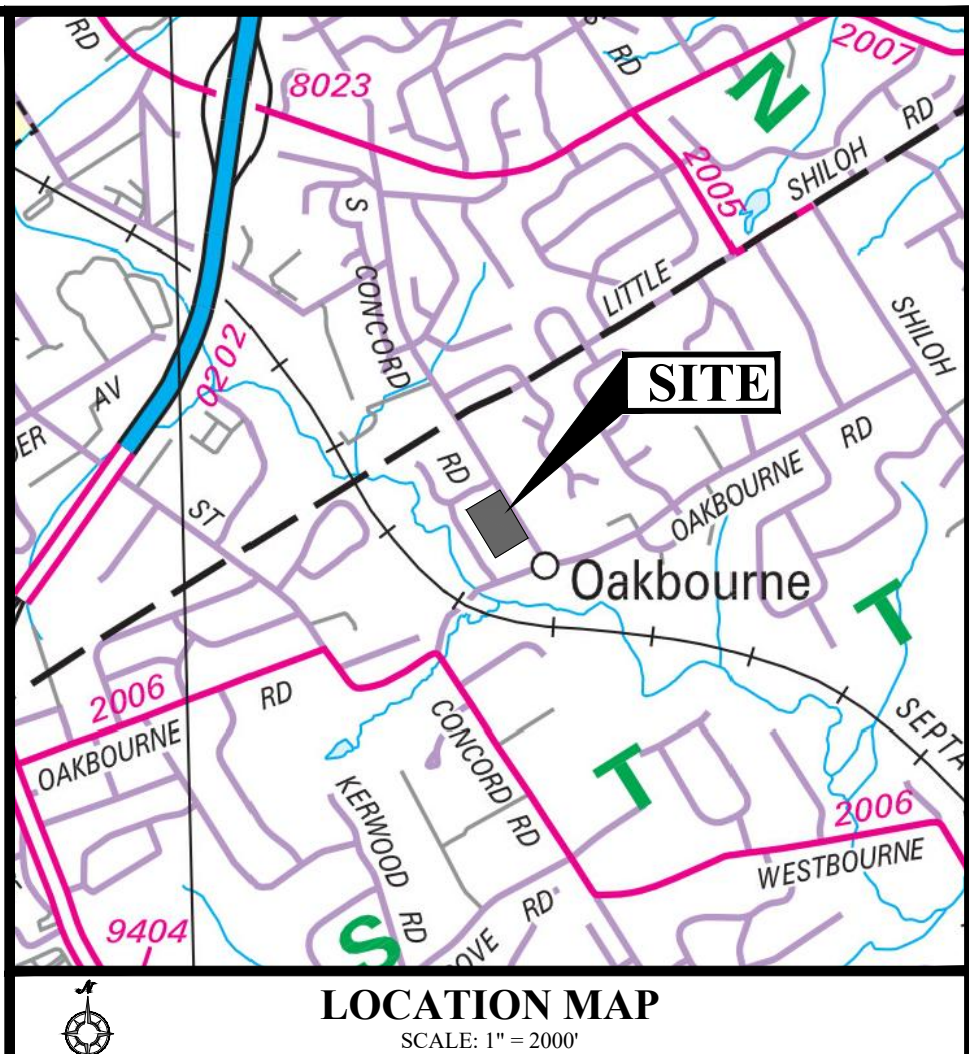 RD
8023
RD
2007
N
2005
SHILOH RD
S CONCORD RD
LITTLE
SHILOH
0202
AV
DER
ST
SITE
OAKBOURNE RD
Oakbourne
T
2006
OAKBOURNE RD
CONCORD RD
KERWOOD RD
T
SEPTA
2006
WESTBOURNE
RD
OVE
9404
S
N
LOCATION MAP
SCALE: 1" = 2000'